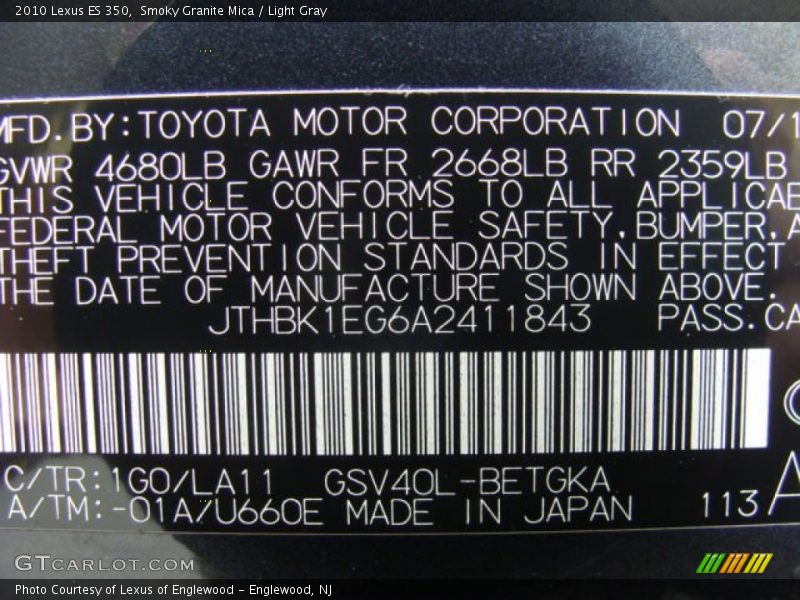 2010 Lexus ES 350,  Smoky Granite Mica / Light Gray
MFD. BY: TOYOTA MOTOR CORPORATION 07/1
GVWR 4680LB GAWR FR 2668LB RR 2359LB
THIS VEHICLE CONFORMS TO ALL APPLICAB
FEDERAL MOTOR VEHICLE SAFETY, BUMPER, A
THEFT PREVENTION STANDARDS IN EFFECT
THE DATE OF MANUFACTURE SHOWN ABOVE.
JTHBK1EG6A2411843 PASS. CA
C/TR: 1G0/LA11 GSV40L-BETGKA
A/TM: -01A/U660E MADE IN JAPAN 113 A
GTCARLOT.COM
Photo Courtesy of Lexus of Englewood - Englewood, NJ